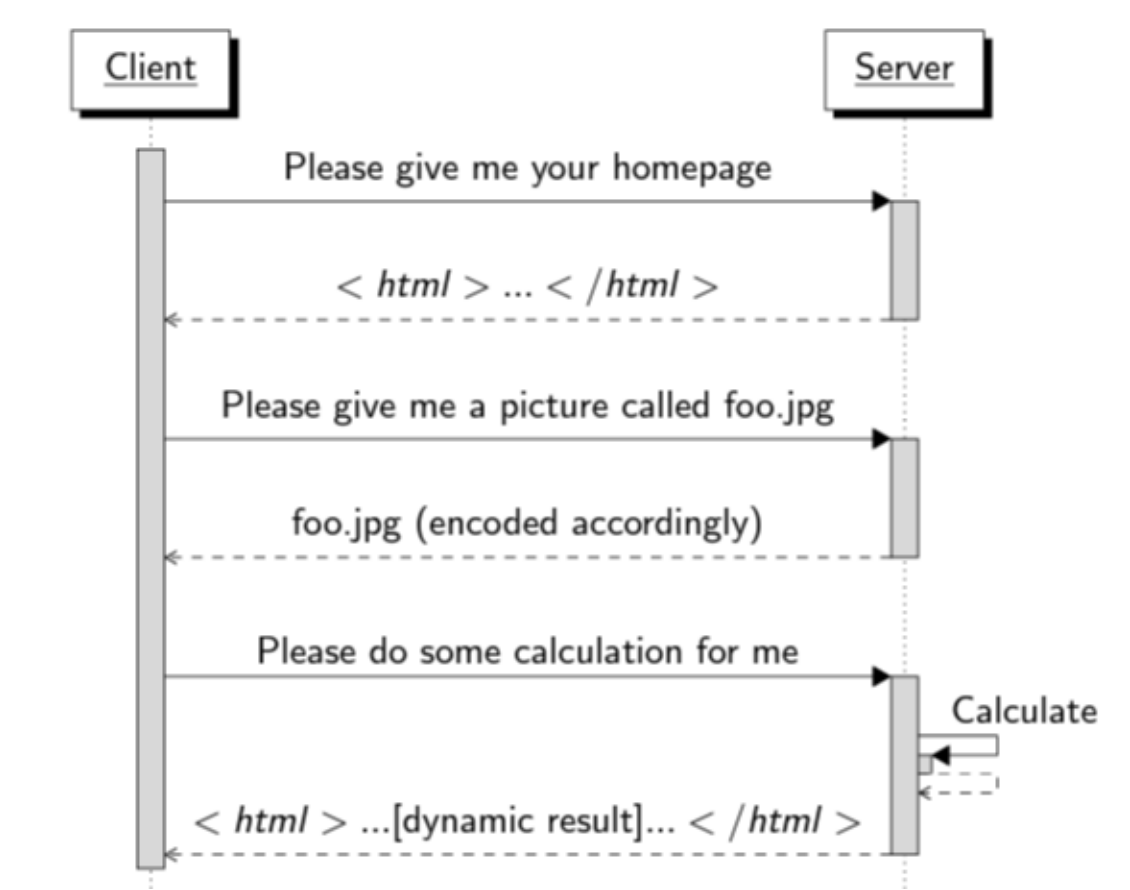 Client
Server
Please give me your homepage
< html > ... < /html >
Please give me a picture called foo.jpg
foo.jpg (encoded accordingly)
Please do some calculation for me
Calculate
< html > ...[dynamic result]... < /html >